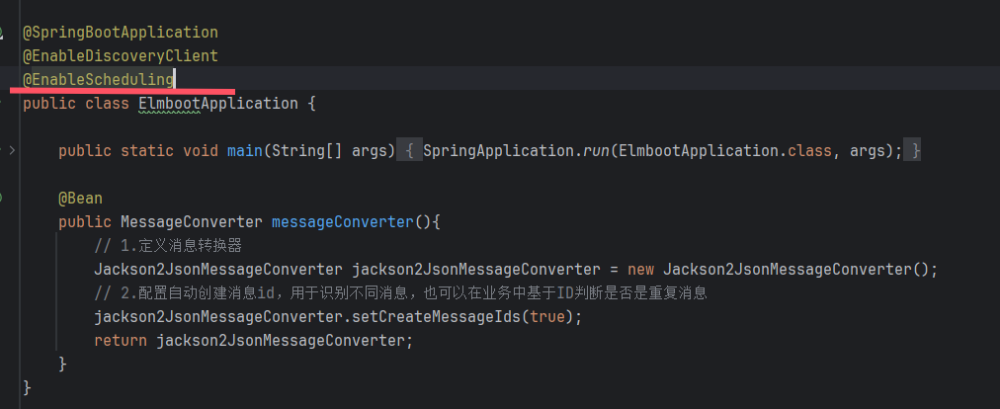 @SpringBootApplication
@EnableDiscoveryClient
@EnableScheduling
public class ElmbootApplication {
public static void main(String[] args) { SpringApplication.run(ElmbootApplication.class, args); }
@Bean
public MessageConverter messageConverter(){
// 1.定义消息转换器
Jackson2JsonMessageConverter jackson2JsonMessageConverter = new Jackson2JsonMessageConverter();
// 2.配置自动创建消息id，用于识别不同消息，也可以在业务中基于ID判断是否是重复消息
jackson2JsonMessageConverter.setCreateMessageIds(true);
return jackson2JsonMessageConverter;
}
}